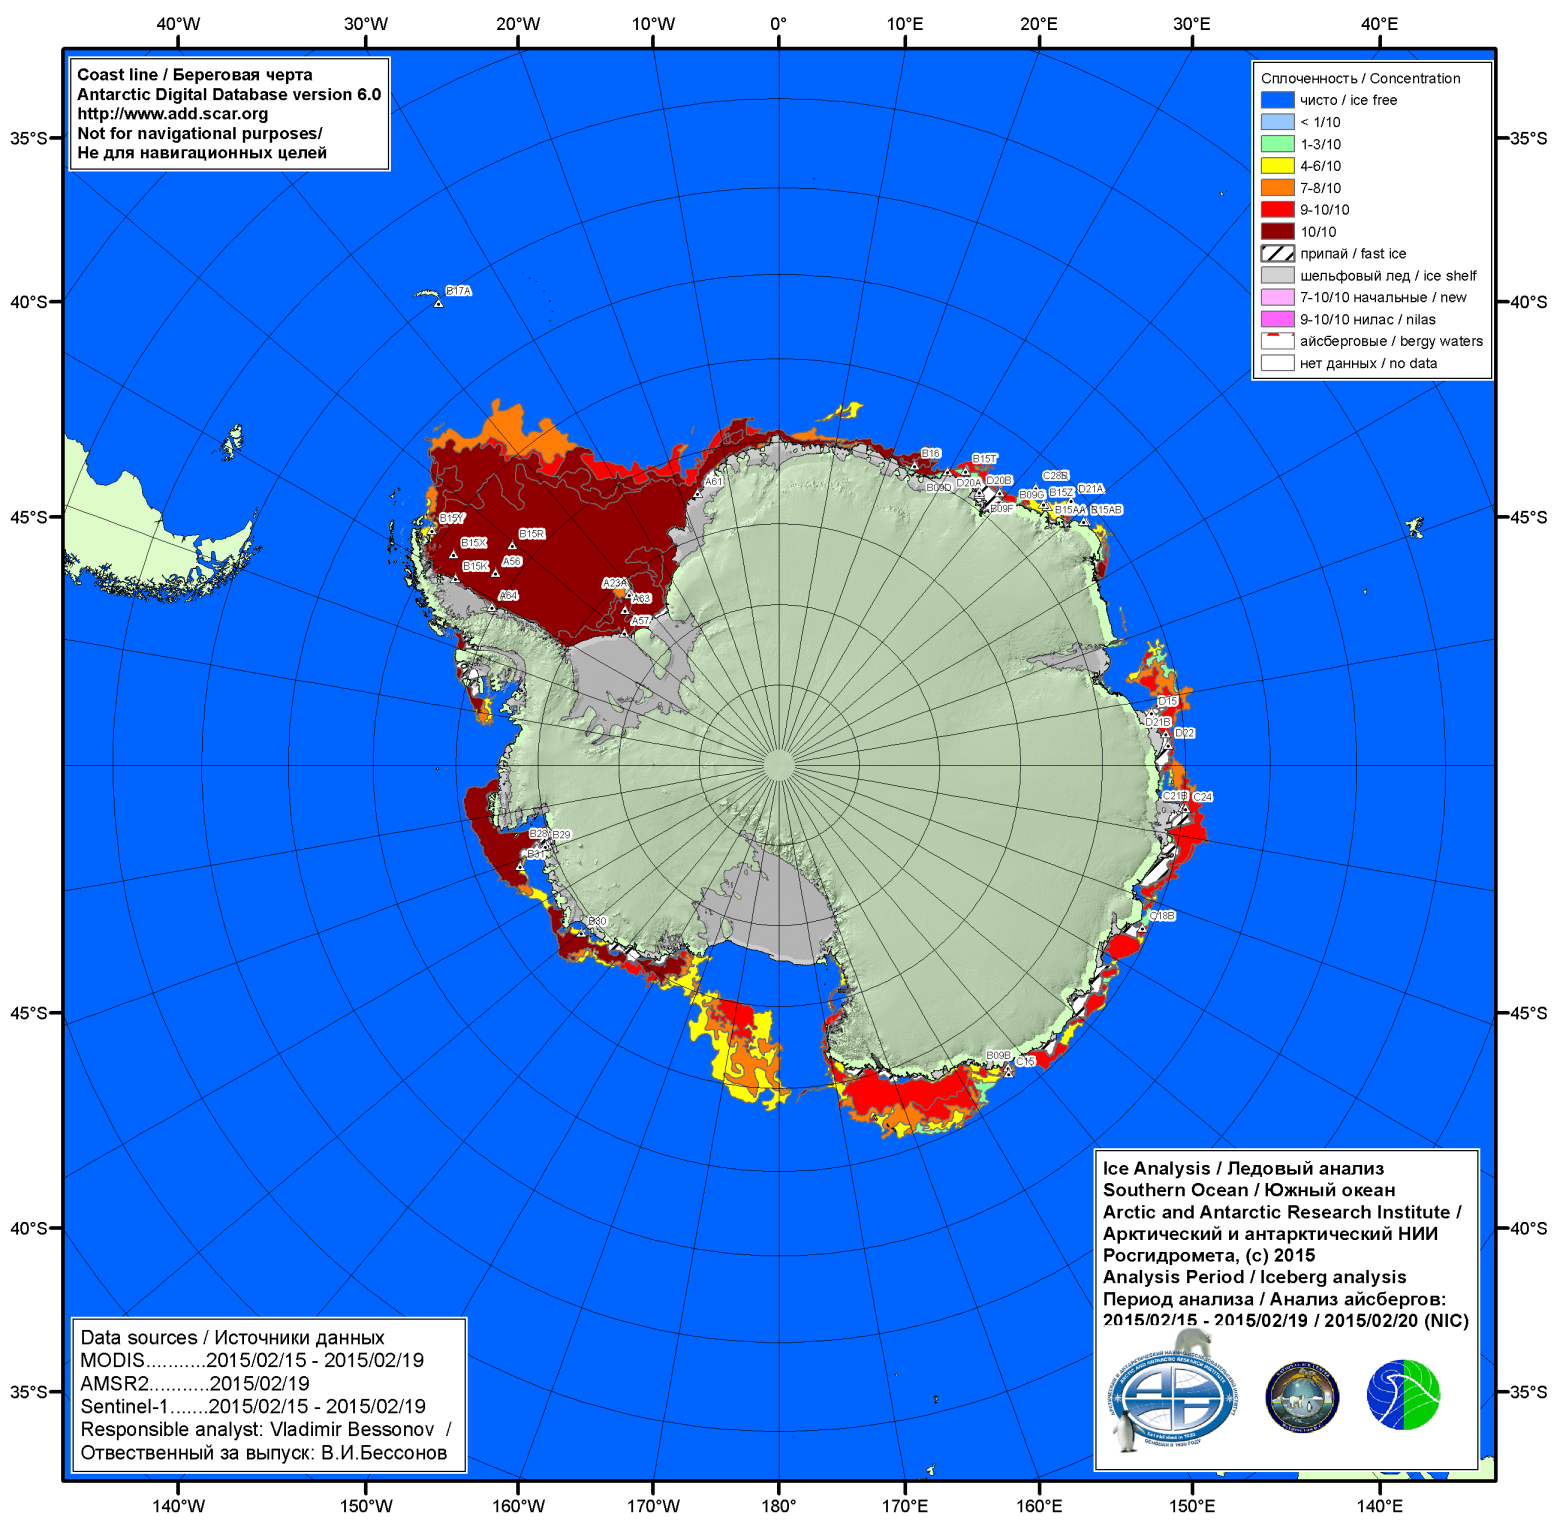 40°W 30°W 20°W 10°W 0° 10°E 20°E 30°E 40°E
Coast line / Береговая черта
Antarctic Digital Database version 6.0
http://www.add.scar.org
Not for navigational purposes/
Не для навигационных целей
Сплоченность / Concentration
чисто / ice free
< 1/10
1-3/10
4-6/10
7-8/10
9-10/10
10/10
припай / fast ice
шельфовый лед / ice shelf
7-10/10 начальные / new
9-10/10 нилас / nilas
айсберговые / bergy waters
нет данных / no data
35°S 35°S
40°S 40°S
45°S 45°S
45°S 45°S
40°S 40°S
35°S 35°S
B17A
B16
B15T
A61
B09D
D20A
D20B
B09F
C28B
B09G
B15Z
D21A
B15AA
B15AB
B15Y
B15X
B15R
B15K
A56
A64
A23A
A63
A57
D15
D21B
D22
C21B
C24
B28
B29
B31
B30
C18B
B09B
C15
Ice Analysis / Ледовый анализ
Southern Ocean / Южный океан
Arctic and Antarctic Research Institute /
Арктический и антарктический НИИ
Росгидромета, (c) 2015
Analysis Period / Iceberg analysis
Период анализа / Анализ айсбергов:
2015/02/15 - 2015/02/19 / 2015/02/20 (NIC)
Data sources / Источники данных
MODIS...........2015/02/15 - 2015/02/19
AMSR2...........2015/02/19
Sentinel-1.......2015/02/15 - 2015/02/19
Responsible analyst: Vladimir Bessonov /
Отвественный за выпуск: В.И.Бессонов
140°W 150°W 160°W 170°W 180° 170°E 160°E 150°E 140°E